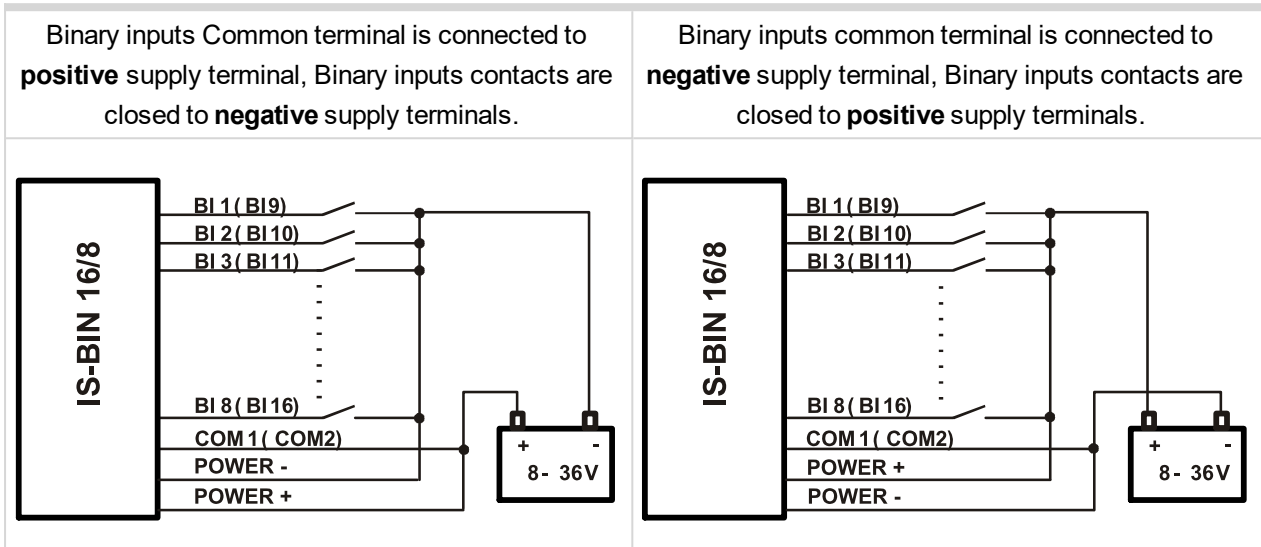 Binary inputs Common terminal is connected to
positive supply terminal, Binary inputs contacts are
closed to negative supply terminals.
Binary inputs common terminal is connected to
negative supply terminal, Binary inputs contacts are
closed to positive supply terminals.
IS-BIN 16/8
BI 1( BI9)
BI 2( BI10)
BI 3( BI11)
BI 8( BI16)
COM 1( COM2)
POWER -
POWER +
+ -
8- 36V
IS-BIN 16/8
BI 1( BI9)
BI 2( BI10)
BI 3( BI11)
BI 8( BI16)
COM 1( COM2)
POWER +
POWER -
+ -
8- 36V